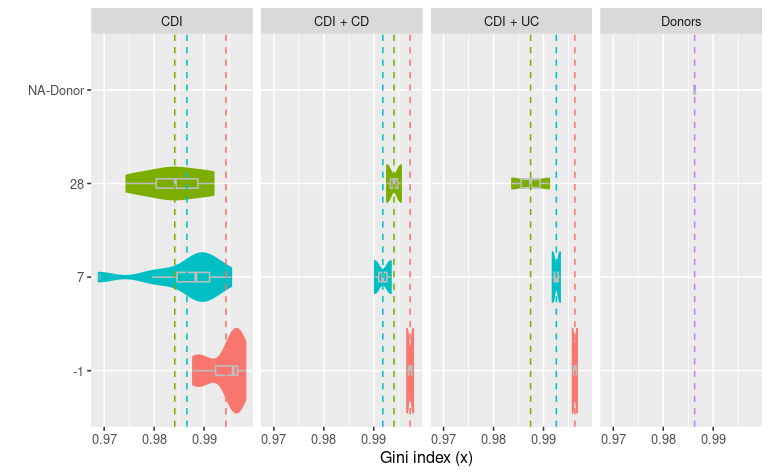 CDI CDI + CD CDI + UC Donors
NA-Donor
28
7
-1
0.97 0.98 0.99 0.97 0.98 0.99 0.97 0.98 0.99 0.97 0.98 0.99
Gini index (x)